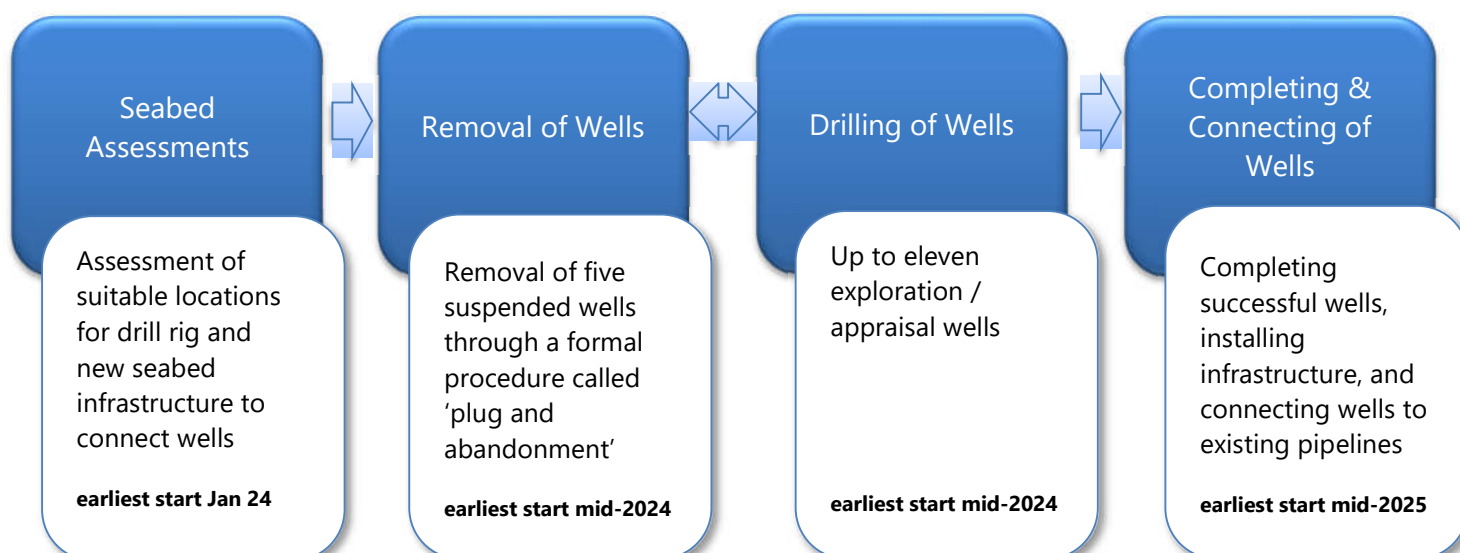 Seabed
Assessments
Assessment of
suitable locations
for drill rig and
new seabed
infrastructure to
connect wells
earliest start Jan 24
Removal of Wells
Removal of five
suspended wells
through a formal
procedure called
‘plug and
abandonment’
earliest start mid-2024
Drilling of Wells
Up to eleven
exploration /
appraisal wells
earliest start mid-2024
Completing &
Connecting of
Wells
Completing
successful wells,
installing
infrastructure, and
connecting wells to
existing pipelines
earliest start mid-2025